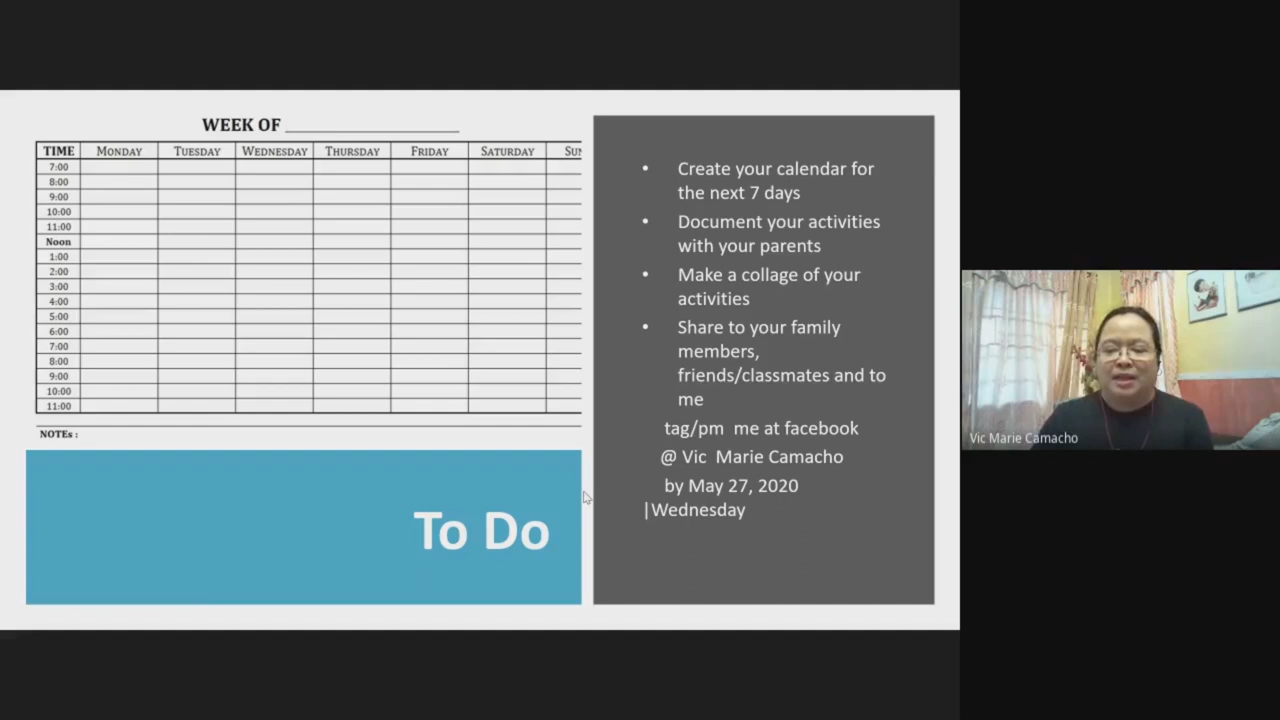 WEEK OF ____________________
TIME MONDAY TUESDAY WEDNESDAY THURSDAY FRIDAY SATURDAY SUN
7:00
8:00
9:00
10:00
11:00
Noon
1:00
2:00
3:00
4:00
5:00
6:00
7:00
8:00
9:00
10:00
11:00
NOTEs :
To Do
• Create your calendar for
the next 7 days
• Document your activities
with your parents
• Make a collage of your
activities
• Share to your family
members,
friends/classmates and to
me
tag/pm me at facebook
@ Vic Marie Camacho
by May 27, 2020
|Wednesday
Vic Marie Camacho